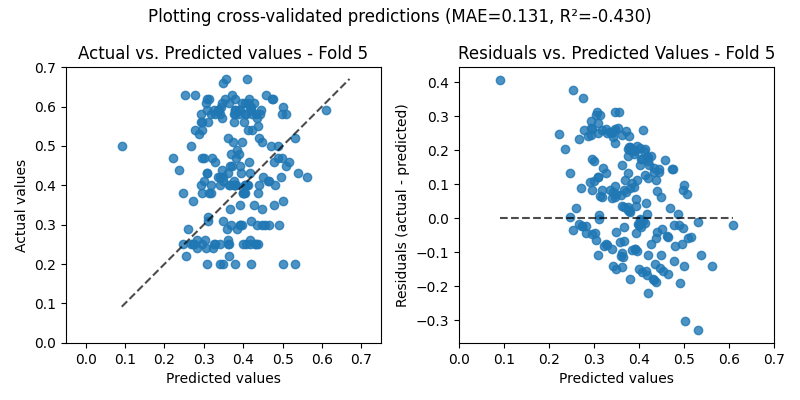 Plotting cross-validated predictions (MAE=0.131, R²=-0.430)
Actual vs. Predicted values - Fold 5
Actual values
0.7
0.6
0.5
0.4
0.3
0.2
0.1
0.0
0.0 0.1 0.2 0.3 0.4 0.5 0.6 0.7
Predicted values
Residuals vs. Predicted Values - Fold 5
Residuals (actual - predicted)
0.4
0.3
0.2
0.1
0.0
−0.1
−0.2
−0.3
0.0 0.1 0.2 0.3 0.4 0.5 0.6 0.7
Predicted values